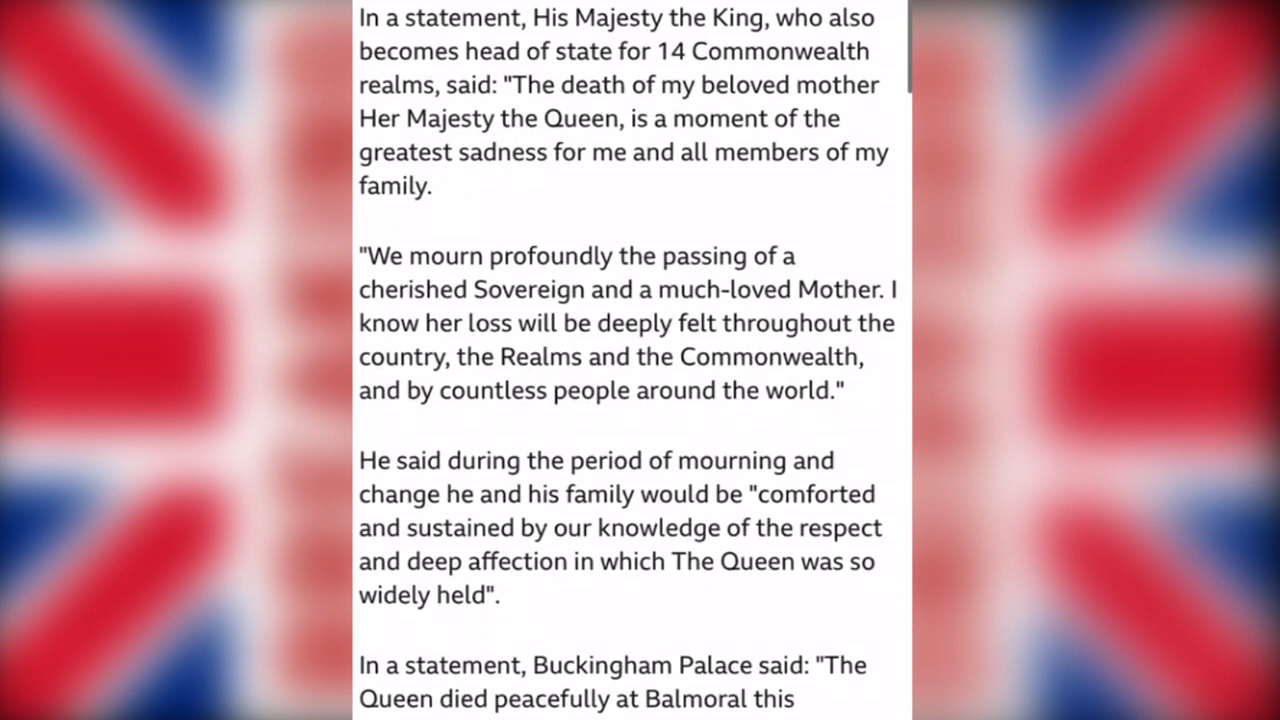 In a statement, His Majesty the King, who also
becomes head of state for 14 Commonwealth
realms, said: "The death of my beloved mother
Her Majesty the Queen, is a moment of the
greatest sadness for me and all members of my
family.
"We mourn profoundly the passing of a
cherished Sovereign and a much-loved Mother. I
know her loss will be deeply felt throughout the
country, the Realms and the Commonwealth,
and by countless people around the world."
He said during the period of mourning and
change he and his family would be "comforted
and sustained by our knowledge of the respect
and deep affection in which The Queen was so
widely held".
In a statement, Buckingham Palace said: "The
Queen died peacefully at Balmoral this